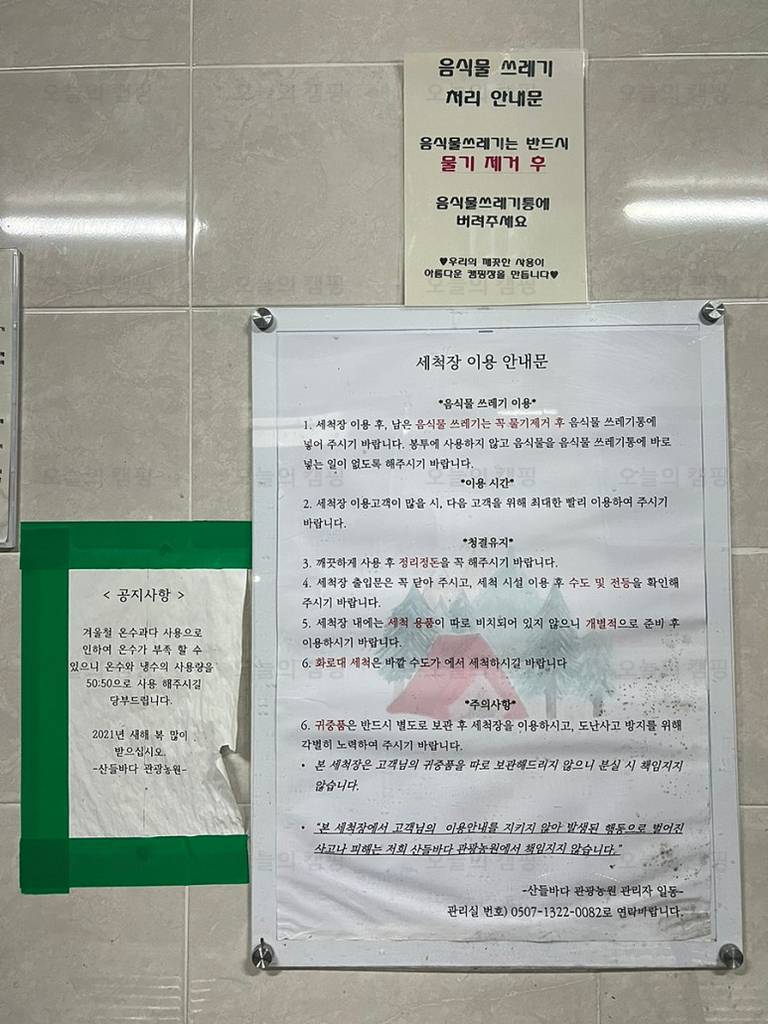 음식물 쓰레기
처리 안내문
음식물쓰레기는 반드시
물기 제거 후
음식물쓰레기통에
버려주세요
♥우리의 깨끗한 사용이
아름다운 캠핑장을 만듭니다♥
세척장 이용 안내문
*음식물 쓰레기 이용*
1. 세척장 이용 후, 남은 음식물 쓰레기는 꼭 물기제거 후 음식물 쓰레기통에
넣어 주시기 바랍니다. 봉투에 사용하지 않고 음식물을 음식물 쓰레기통에 바로
넣는 일이 없도록 해주시기 바랍니다.
*이용 시간*
2. 세척장 이용고객이 많을 시, 다음 고객을 위해 최대한 빨리 이용하여 주시기
바랍니다.
*청결유지*
3. 깨끗하게 사용 후 정리정돈을 꼭 해주시기 바랍니다.
4. 세척장 출입문은 꼭 닫아 주시고, 세척 시설 이용 후 수도 및 전등을 확인해
주시기 바랍니다.
5. 세척장 내에는 세척 용품이 따로 비치되어 있지 않으니 개별적으로 준비 후
이용하시기 바랍니다.
6. 화로대 세척은 바깥 수도가 에서 세척하시길 바랍니다
*주의사항*
6. 귀중품은 반드시 별도로 보관 후 세척장을 이용하시고, 도난사고 방지를 위해
각별히 노력하여 주시기 바랍니다.
• 본 세척장은 고객님의 귀중품을 따로 보관해드리지 않으니 분실 시 책임지지
않습니다.
• "본 세척장에서 고객님의 이용안내를 지키지 않아 발생된 행동으로 벌어진
사고나 피해는 저희 산들바다 관광농원에서 책임지지 않습니다."
-산들바다 관광농원 관리자 일동-
관리실 번호) 0507-1322-0082로 연락바랍니다.
< 공지사항 >
겨울철 온수과다 사용으로
인하여 온수가 부족 할 수
있으니 온수와 냉수의 사용량을
50:50으로 사용 해주시길
당부드립니다.
2021년 새해 복 많이
받으십시오.
-산들바다 관광농원-
오늘의 캠핑